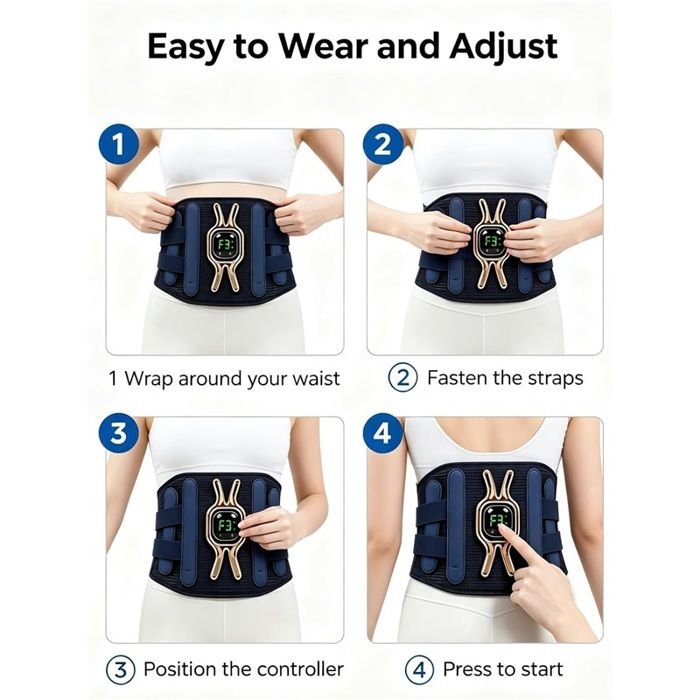 Easy to Wear and Adjust
1
2
F3:
F3:
1 Wrap around your waist
2 Fasten the straps
3
4
F3:
F3:
3 Position the controller
4 Press to start